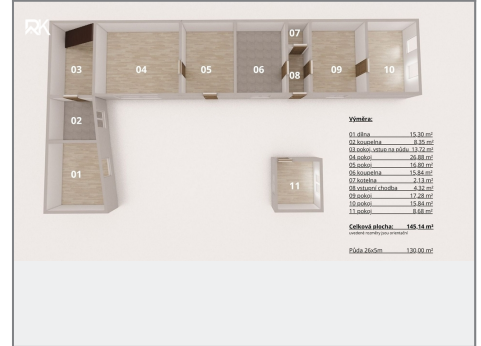 RK
07
03
04
05
06
08
09
10
02
01
11
Výměra:
01 dílna 15,30 m²
02 koupelna 8,35 m²
03 pokoj, vstup na půdu 13,72 m²
04 pokoj 26,88 m²
05 pokoj 16,80 m²
06 koupelna 15,84 m²
07 kotelna 2,13 m²
08 vstupní chodba 4,32 m²
09 pokoj 17,28 m²
10 pokoj 15,84 m²
11 pokoj 8,68 m²
Celková plocha: 145,14 m²
uvedené rozměry jsou orientační
Půda 26x5m 130,00 m²